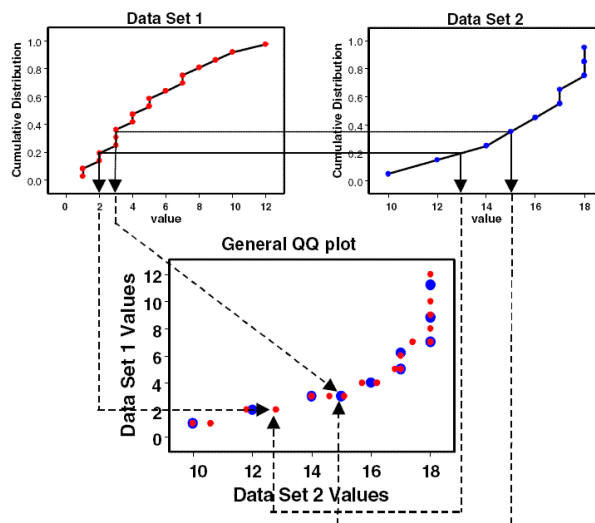 Data Set 1
Cumulative Distribution
1.0
0.8
0.6
0.4
0.2
0.0
0 2 4 6 8 10 12
value
Data Set 2
Cumulative Distribution
1.0
0.8
0.6
0.4
0.2
0.0
10 12 14 16 18
value
General QQ plot
Data Set 1 Values
12
10
8
6
4
2
0
10 12 14 16 18
Data Set 2 Values